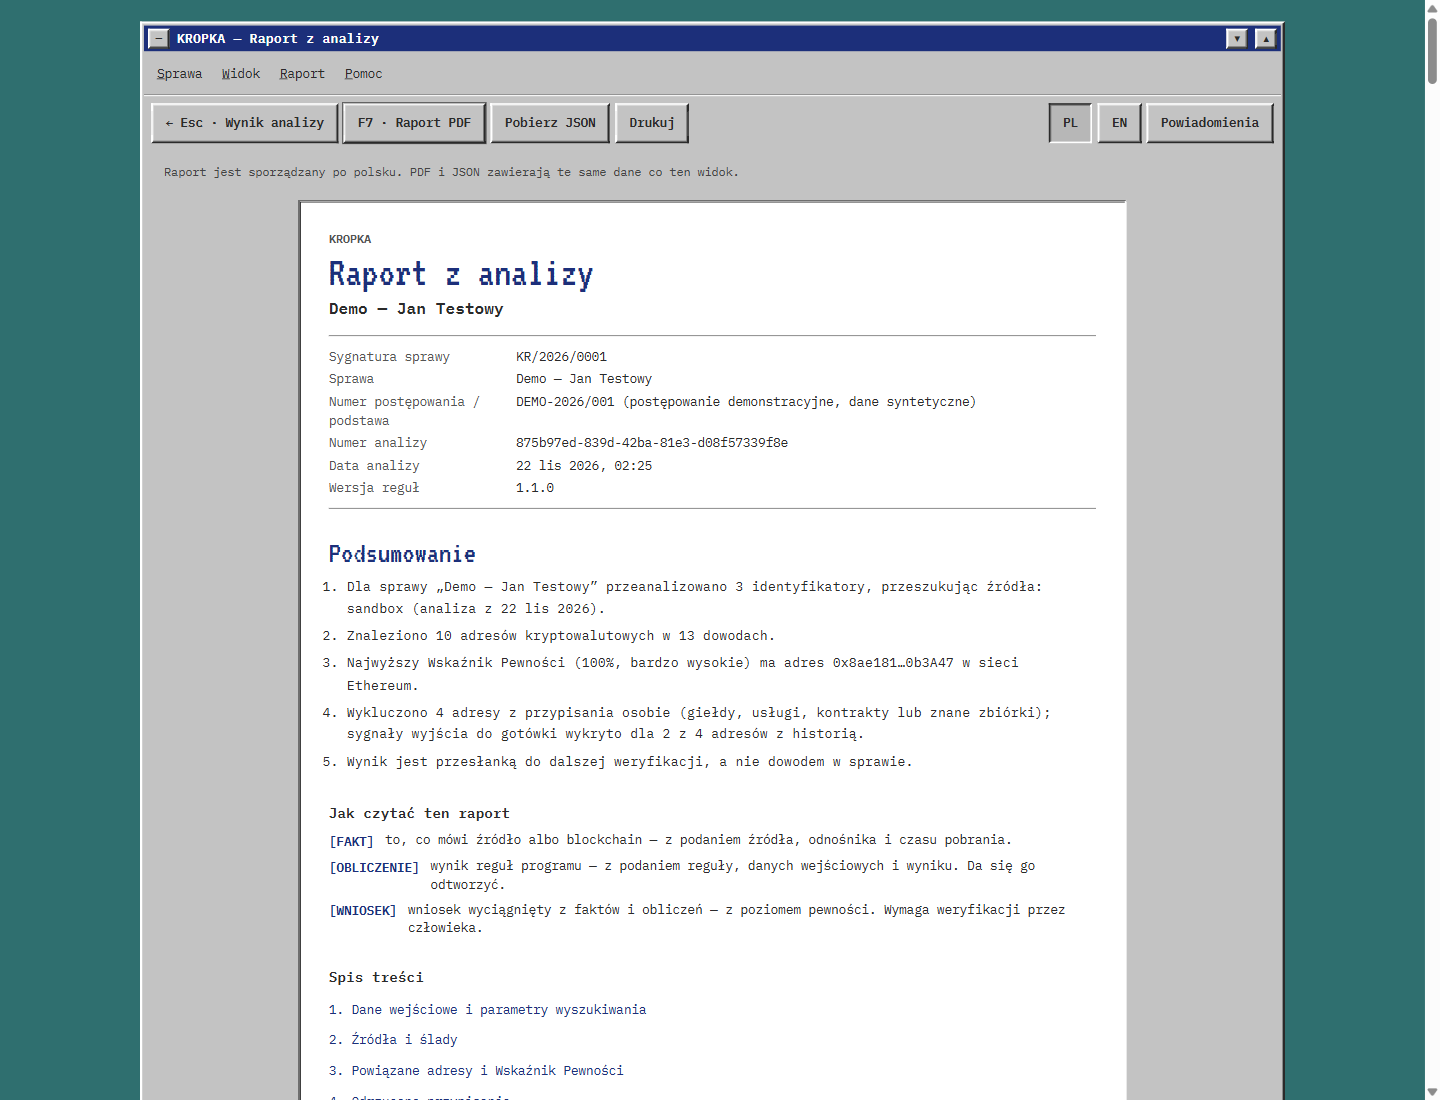 KROPKA — Raport z analizy
Sprawa Widok Raport Pomoc
← Esc · Wynik analizy F7 · Raport PDF Pobierz JSON Drukuj PL EN Powiadomienia
Raport jest sporządzany po polsku. PDF i JSON zawierają te same dane co ten widok.
KROPKA
Raport z analizy
Demo — Jan Testowy
Sygnatura sprawy KR/2026/0001
Sprawa Demo — Jan Testowy
Numer postępowania / DEMO-2026/001 (postępowanie demonstracyjne, dane syntetyczne)
podstawa
Numer analizy 875b97ed-839d-42ba-81e3-d08f57339f8e
Data analizy 22 lis 2026, 02:25
Wersja reguł 1.1.0
Podsumowanie
1. Dla sprawy „Demo — Jan Testowy” przeanalizowano 3 identyfikatory, przeszukując źródła:
sandbox (analiza z 22 lis 2026).
2. Znaleziono 10 adresów kryptowalutowych w 13 dowodach.
3. Najwyższy Wskaźnik Pewności (100%, bardzo wysokie) ma adres 0x8ae181…0b3A47 w sieci
Ethereum.
4. Wykluczono 4 adresy z przypisania osobie (giełdy, usługi, kontrakty lub znane zbiórki);
sygnały wyjścia do gotówki wykryto dla 2 z 4 adresów z historią.
5. Wynik jest przesłanką do dalszej weryfikacji, a nie dowodem w sprawie.
Jak czytać ten raport
[FAKT] to, co mówi źródło albo blockchain — z podaniem źródła, odnośnika i czasu pobrania.
[OBLICZENIE] wynik reguł programu — z podaniem reguły, danych wejściowych i wyniku. Da się go
odtworzyć.
[WNIOSEK] wniosek wyciągnięty z faktów i obliczeń — z poziomem pewności. Wymaga weryfikacji przez
człowieka.
Spis treści
1. Dane wejściowe i parametry wyszukiwania
2. Źródła i ślady
3. Powiązane adresy i Wskaźnik Pewności